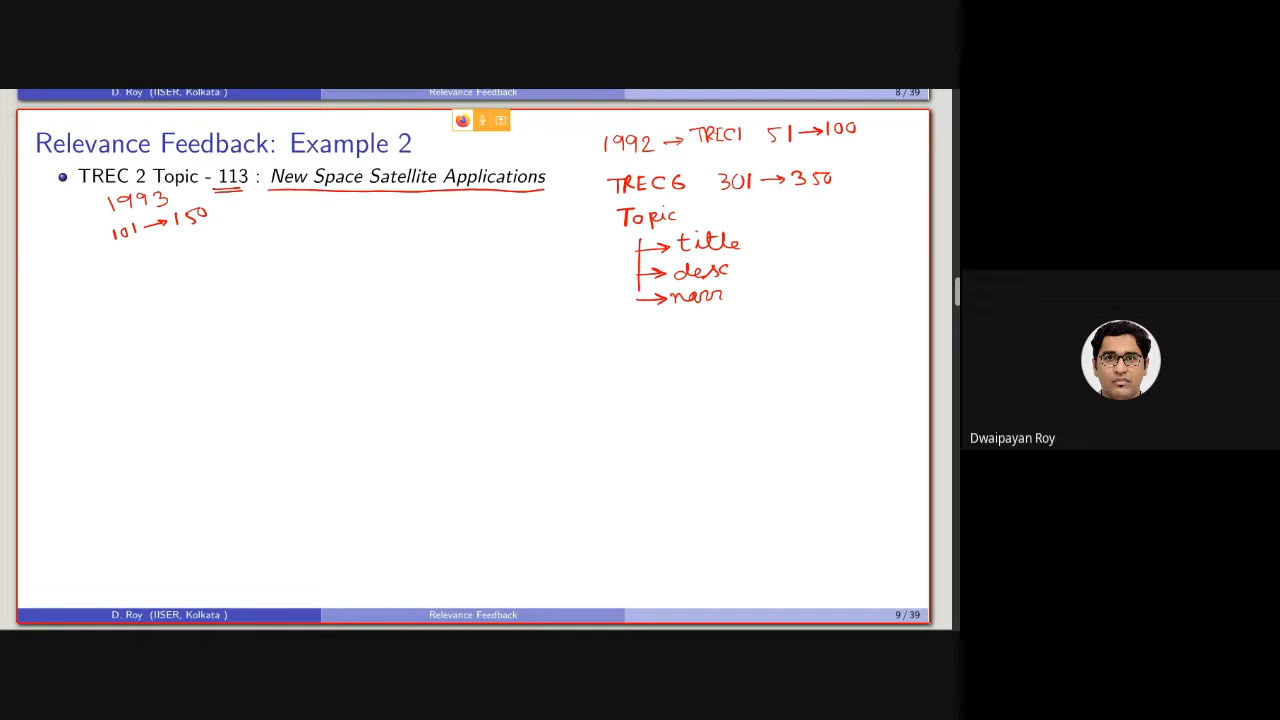 D. Roy (IISER, Kolkata )
Relevance Feedback
8 / 39
Relevance Feedback: Example 2
TREC 2 Topic - 113 : New Space Satellite Applications
1993
101 → 150
1992 → TREC1 51 → 100
TREC 6 301 → 350
Topic
→ title
→ desc
→ narr
Dwaipayan Roy
D. Roy (IISER, Kolkata )
Relevance Feedback
9 / 39